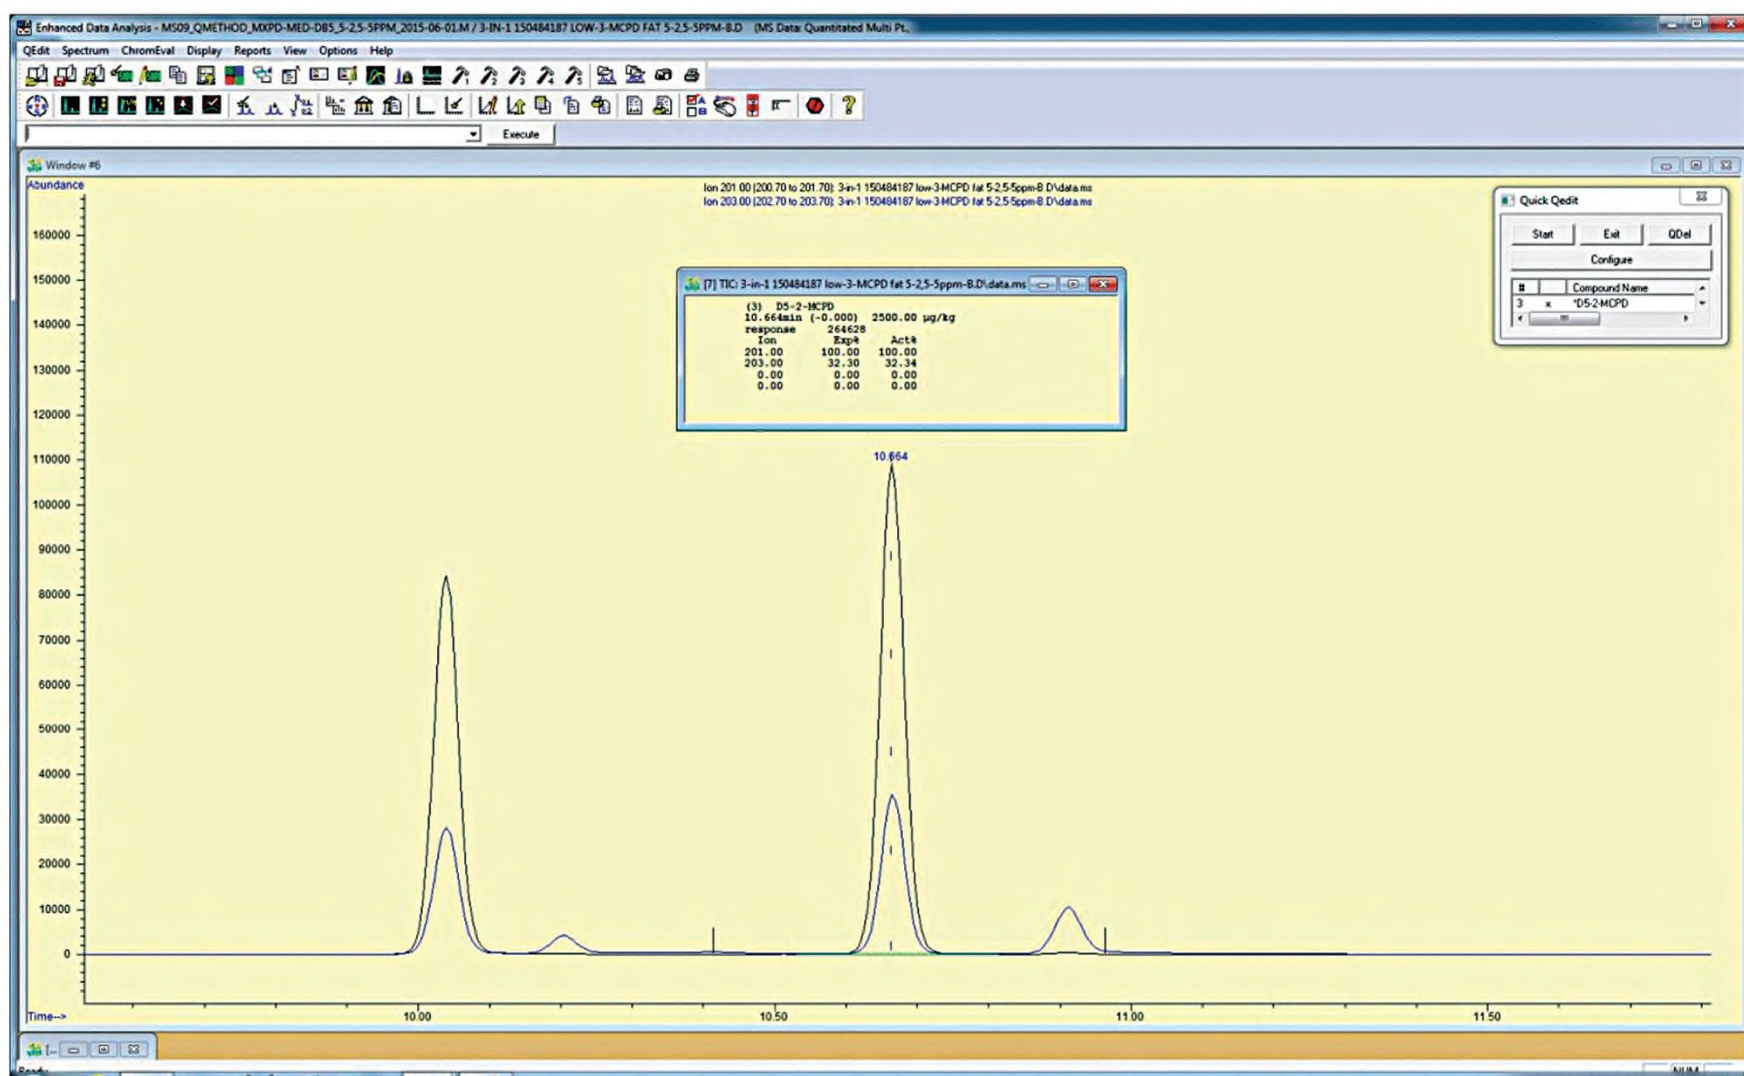 Enhanced Data Analysis - MS09_QMETHOD_MXPD-MED-DB5_5-2,5-5PPM_2015-06-01.M / 3-IN-1 150484187 LOW-3-MCPD FAT 5-2,5-5PPM-B.D (MS Data: Quantitated Multi Pt.,
QEdit Spectrum ChromEval Display Reports View Options Help
Execute
Window #6
Abundance
Ion 201.00 (200.70 to 201.70): 3-in-1 150484187 low-3-MCPD fat 5-2,5-5ppm-B.D\data.ms
Ion 203.00 (202.70 to 203.70): 3-in-1 150484187 low-3-MCPD fat 5-2,5-5ppm-B.D\data.ms
Quick Qedit
Start Exit QDel
Configure
# Compound Name
3 x *D5-2-MCPD
[7] TIC: 3-in-1 150484187 low-3-MCPD fat 5-2,5-5ppm-B.D\data.ms
(3) D5-2-MCPD
10.664min (-0.000) 2500.00 µg/kg
response 264628
Ion Exp% Act%
201.00 100.00 100.00
203.00 32.30 32.34
0.00 0.00 0.00
0.00 0.00 0.00
160000
150000
140000
130000
120000
110000
100000
90000
80000
70000
60000
50000
40000
30000
20000
10000
0
10.664
Time-->
10.00 10.50 11.00 11.50
[...
Ready
NUM